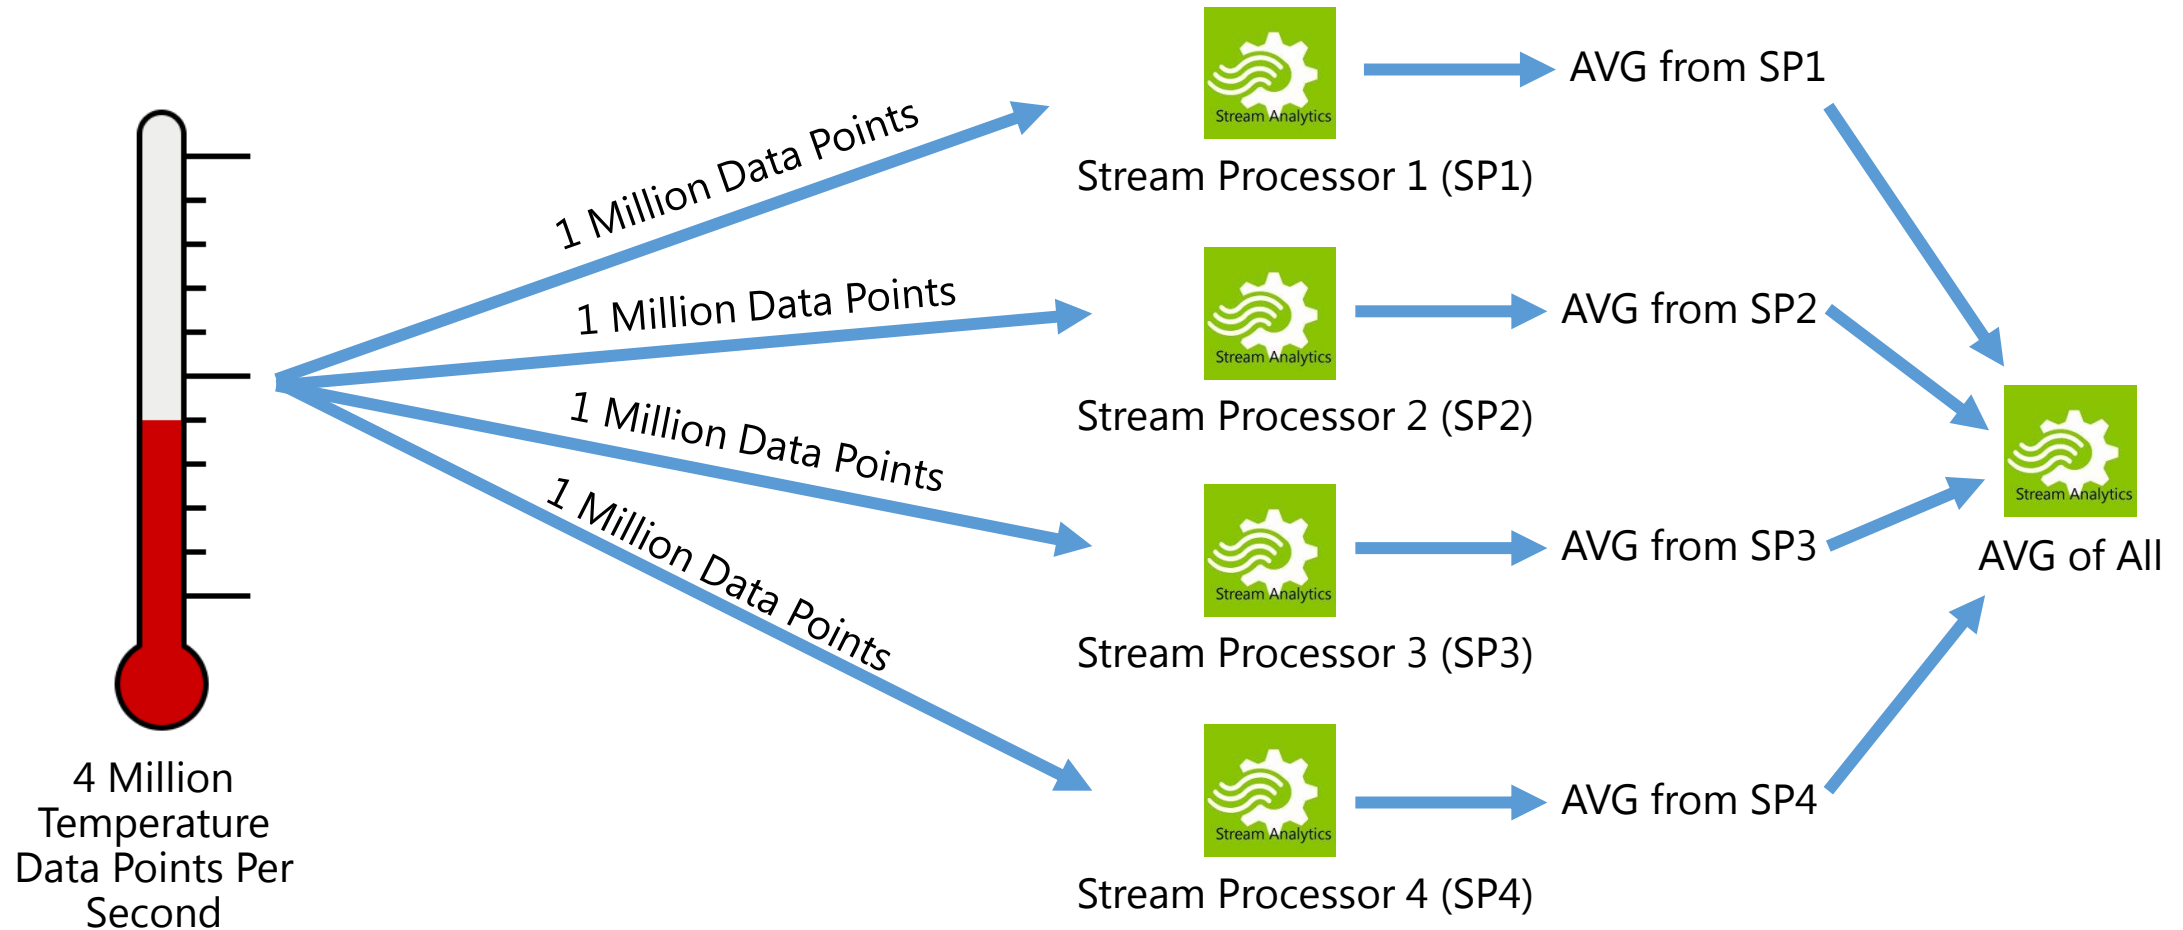 4 Million
Temperature
Data Points Per
Second
1 Million Data Points
1 Million Data Points
1 Million Data Points
1 Million Data Points
Stream Analytics
Stream Processor 1 (SP1)
AVG from SP1
Stream Analytics
Stream Processor 2 (SP2)
AVG from SP2
Stream Analytics
Stream Processor 3 (SP3)
AVG from SP3
Stream Analytics
Stream Processor 4 (SP4)
AVG from SP4
Stream Analytics
AVG of All